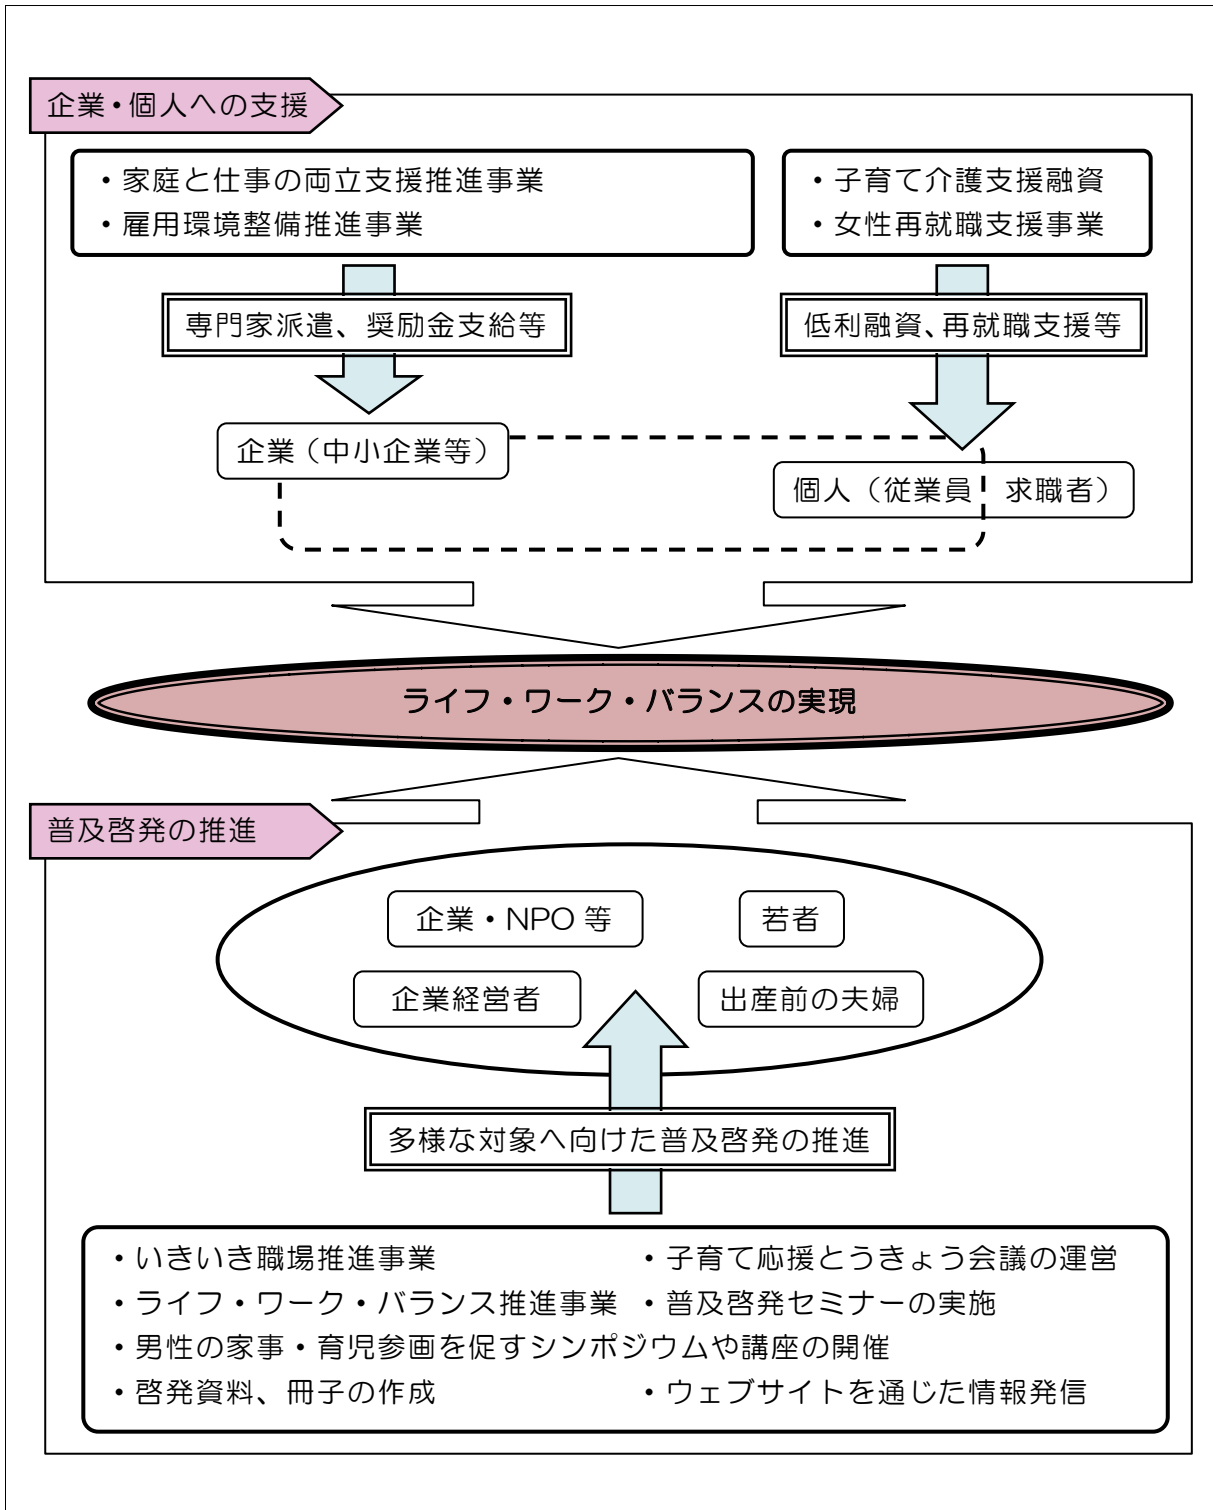 企業・個人への支援
・家庭と仕事の両立支援推進事業
・雇用環境整備推進事業
・子育て介護支援融資
・女性再就職支援事業
専門家派遣、奨励金支給等
低利融資、再就職支援等
企業（中小企業等）
個人（従業員 求職者）
ライフ・ワーク・バランスの実現
普及啓発の推進
企業・NPO 等
若者
企業経営者
出産前の夫婦
多様な対象へ向けた普及啓発の推進
・いきいき職場推進事業
・子育て応援とうきょう会議の運営
・ライフ・ワーク・バランス推進事業
・普及啓発セミナーの実施
・男性の家事・育児参画を促すシンポジウムや講座の開催
・啓発資料、冊子の作成
・ウェブサイトを通じた情報発信